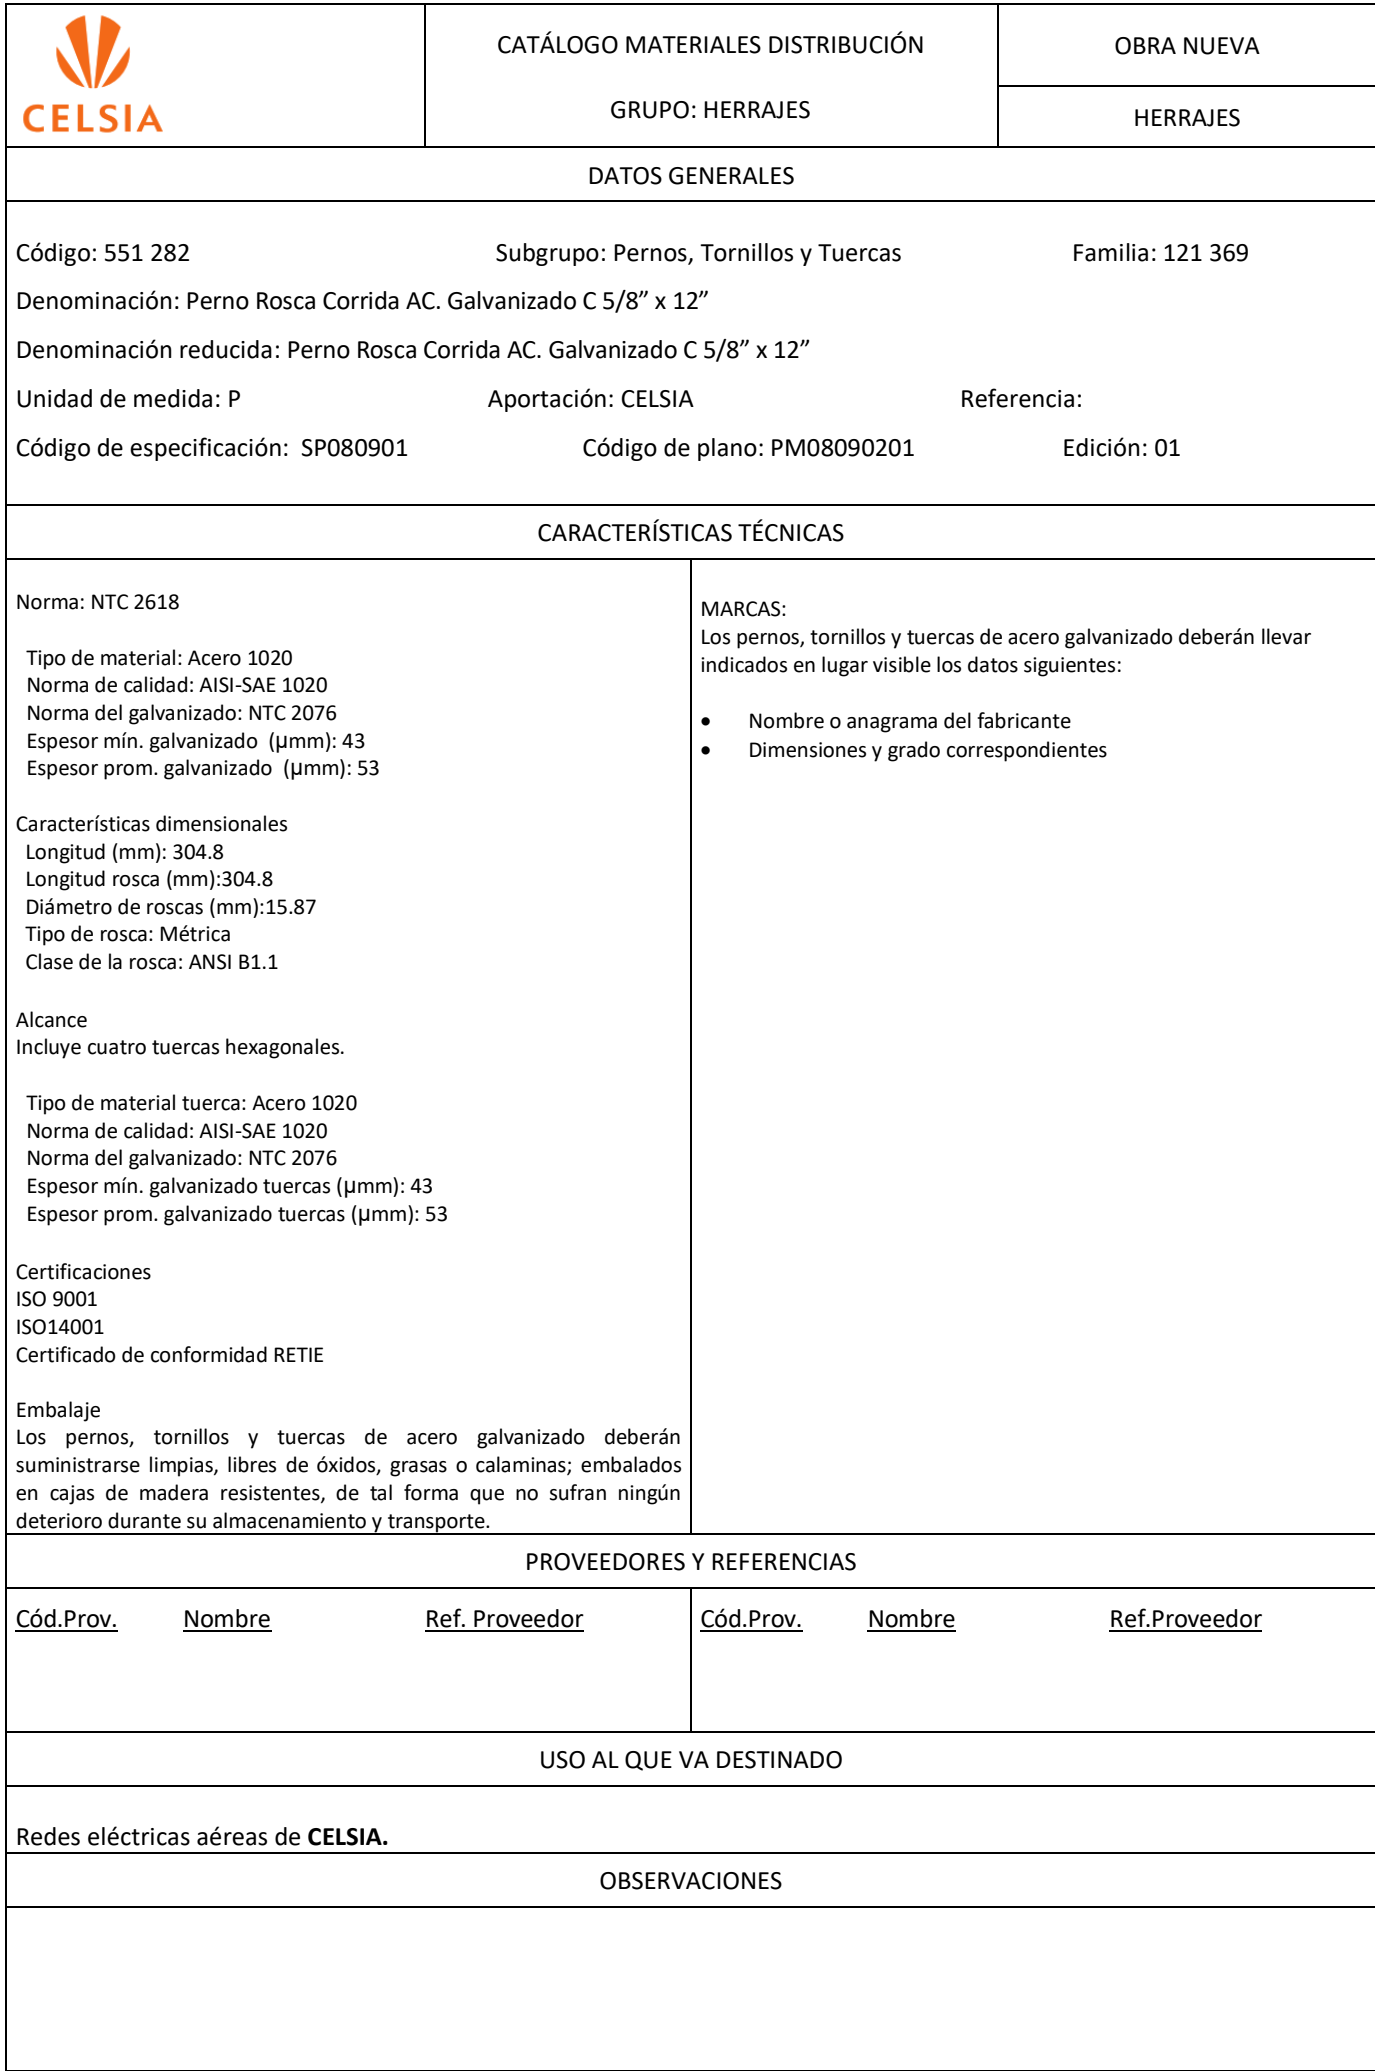 CELSIA
CATÁLOGO MATERIALES DISTRIBUCIÓN
GRUPO: HERRAJES
OBRA NUEVA
HERRAJES
DATOS GENERALES
Código: 551 282 Subgrupo: Pernos, Tornillos y Tuercas Familia: 121 369
Denominación: Perno Rosca Corrida AC. Galvanizado C 5/8” x 12”
Denominación reducida: Perno Rosca Corrida AC. Galvanizado C 5/8” x 12”
Unidad de medida: P Aportación: CELSIA Referencia:
Código de especificación: SP080901 Código de plano: PM08090201 Edición: 01
CARACTERÍSTICAS TÉCNICAS
Norma: NTC 2618
Tipo de material: Acero 1020
Norma de calidad: AISI-SAE 1020
Norma del galvanizado: NTC 2076
Espesor mín. galvanizado (µmm): 43
Espesor prom. galvanizado (µmm): 53
Características dimensionales
Longitud (mm): 304.8
Longitud rosca (mm):304.8
Diámetro de roscas (mm):15.87
Tipo de rosca: Métrica
Clase de la rosca: ANSI B1.1
Alcance
Incluye cuatro tuercas hexagonales.
Tipo de material tuerca: Acero 1020
Norma de calidad: AISI-SAE 1020
Norma del galvanizado: NTC 2076
Espesor mín. galvanizado tuercas (µmm): 43
Espesor prom. galvanizado tuercas (µmm): 53
Certificaciones
ISO 9001
ISO14001
Certificado de conformidad RETIE
Embalaje
Los pernos, tornillos y tuercas de acero galvanizado deberán
suministrarse limpias, libres de óxidos, grasas o calaminas; embalados
en cajas de madera resistentes, de tal forma que no sufran ningún
deterioro durante su almacenamiento y transporte.
MARCAS:
Los pernos, tornillos y tuercas de acero galvanizado deberán llevar
indicados en lugar visible los datos siguientes:
• Nombre o anagrama del fabricante
• Dimensiones y grado correspondientes
PROVEEDORES Y REFERENCIAS
Cód.Prov. Nombre Ref. Proveedor Cód.Prov. Nombre Ref.Proveedor
USO AL QUE VA DESTINADO
Redes eléctricas aéreas de CELSIA.
OBSERVACIONES